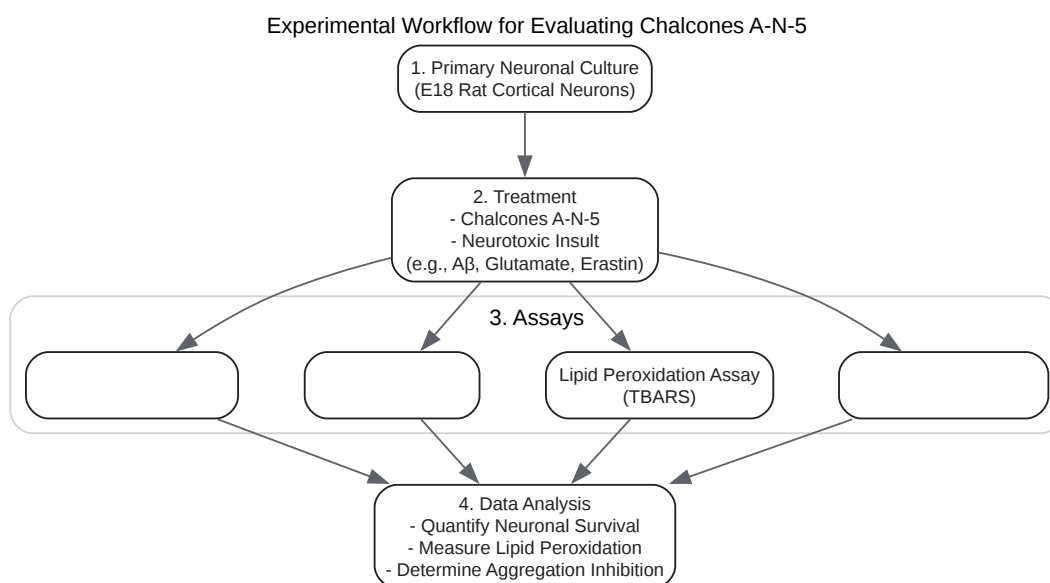 Experimental Workflow for Evaluating Chalcones A-N-5
1. Primary Neuronal Culture
(E18 Rat Cortical Neurons)
2. Treatment
- Chalcones A-N-5
- Neurotoxic Insult
(e.g., Aβ, Glutamate, Erastin)
3. Assays
Lipid Peroxidation Assay
(TBARS)
4. Data Analysis
- Quantify Neuronal Survival
- Measure Lipid Peroxidation
- Determine Aggregation Inhibition